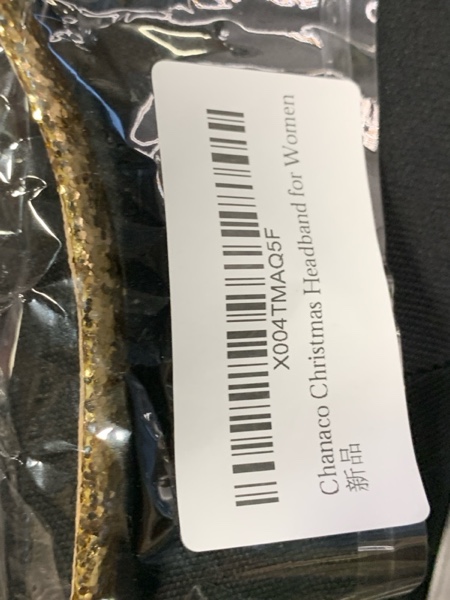 X004TMAQ5F
Chanaco Christmas Headband for Women
新品